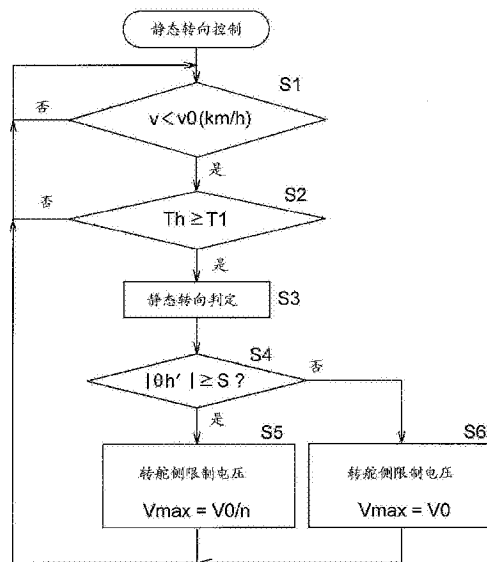 静态转向控制
S1
否
v＜v0(km/h)
是
S2
否
Th ≥ T1
是
静态转向判定
S3
S4
否
|θh′ | ≥ S ?
是
S5
S6
转舵侧限制电压
Vmax = V0/n
转舵侧限制电压
Vmax = V0